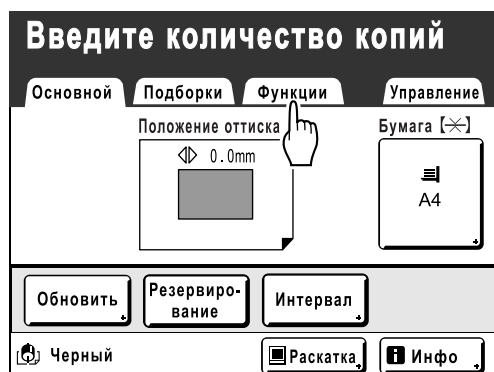 Введите количество копий
Основной Подборки Функции Управление
Положение оттиска Бумага
0.0mm
A4
Обновить Резервиро-
вание Интервал
Черный Раскатка Инфо